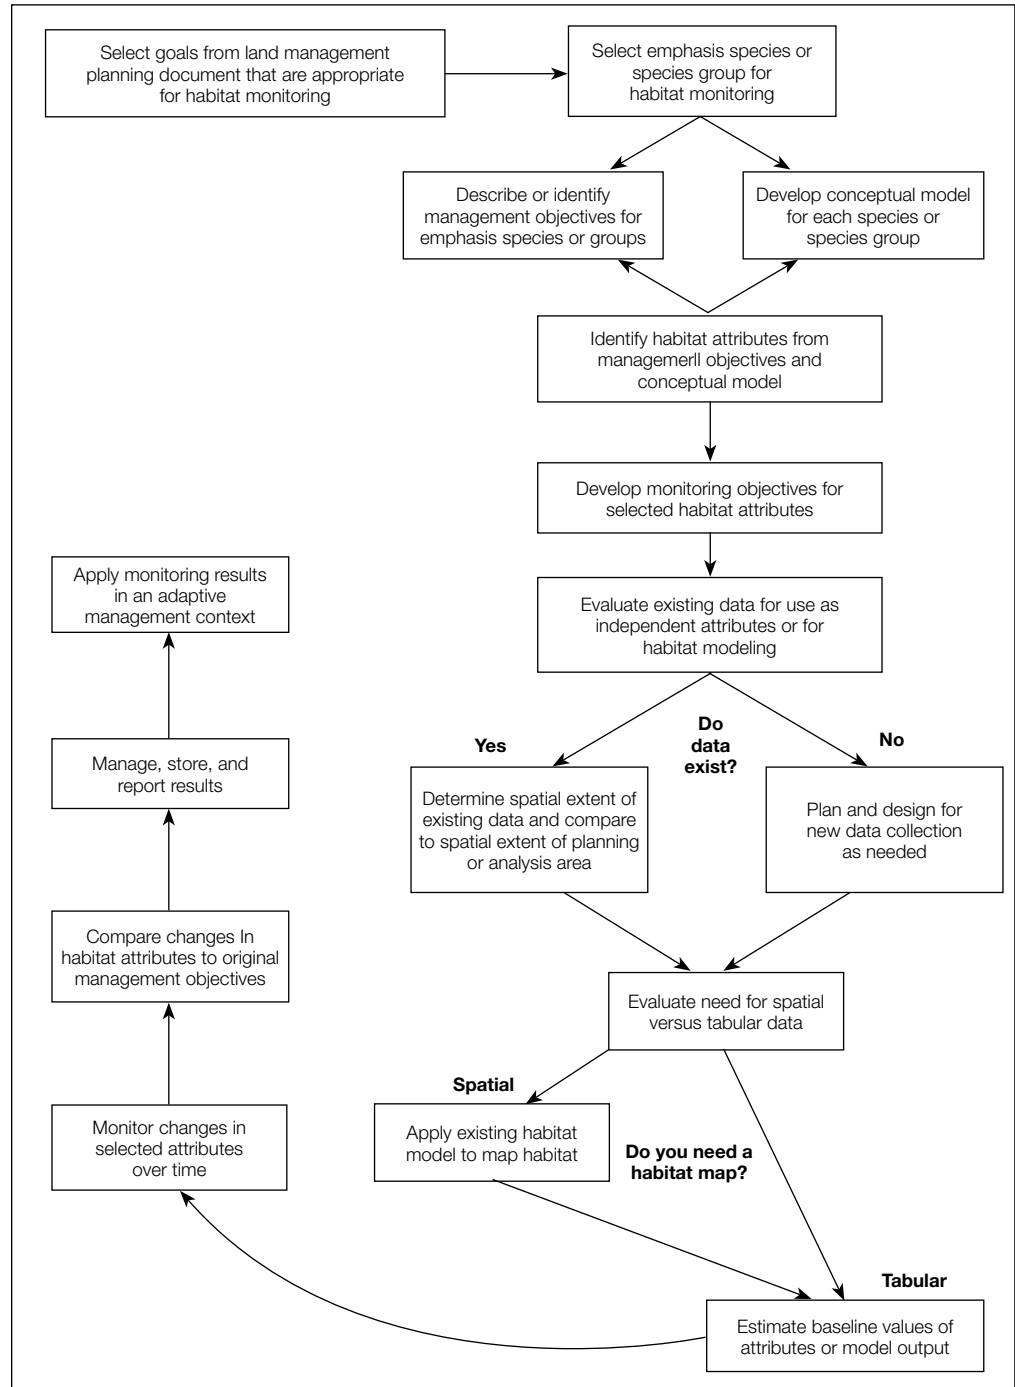 Select goals from land management
planning document that are appropriate
for habitat monitoring
Select emphasis species or
species group for
habitat monitoring
Describe or identify
management objectives for
emphasis species or groups
Develop conceptual model
for each species or
species group
Identify habitat attributes from
managemerll objectives and
conceptual model
Develop monitoring objectives for
selected habitat attributes
Evaluate existing data for use as
independent attributes or for
habitat modeling
Yes
Do
data
exist?
No
Determine spatial extent of
existing data and compare
to spatial extent of planning
or analysis area
Plan and design for
new data collection
as needed
Evaluate need for spatial
versus tabular data
Spatial
Apply existing habitat
model to map habitat
Do you need a
habitat map?
Tabular
Estimate baseline values of
attributes or model output
Monitor changes in
selected attributes
over time
Compare changes In
habitat attributes to original
management objectives
Manage, store, and
report results
Apply monitoring results
in an adaptive
management context